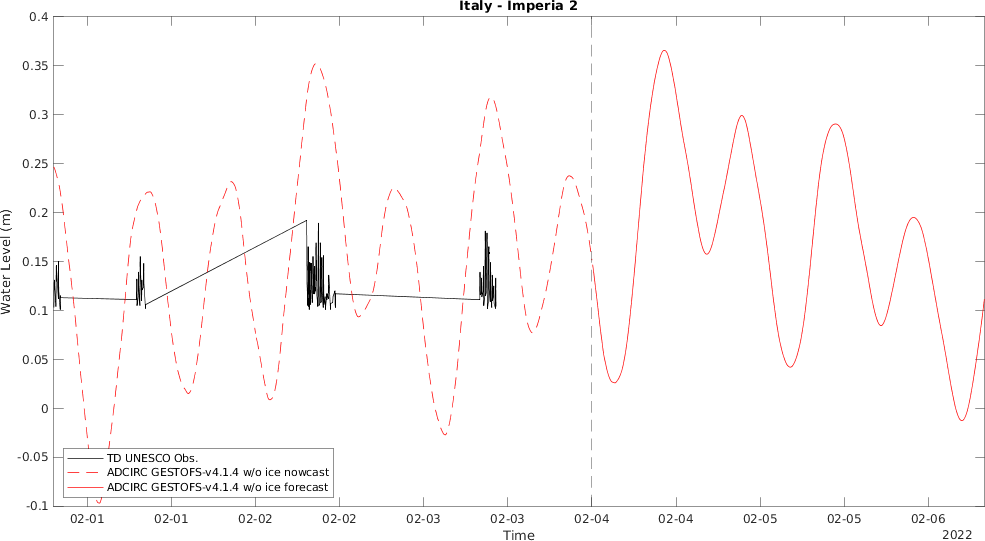 Italy - Imperia 2
0.4
0.35
0.3
0.25
0.2
0.15
0.1
0.05
0
-0.05
-0.1
Water Level (m)
TD UNESCO Obs.
ADCIRC GESTOFS-v4.1.4 w/o ice nowcast
ADCIRC GESTOFS-v4.1.4 w/o ice forecast
02-01 02-01 02-02 02-02 02-03 02-03 02-04 02-04 02-05 02-05 02-06
Time
2022